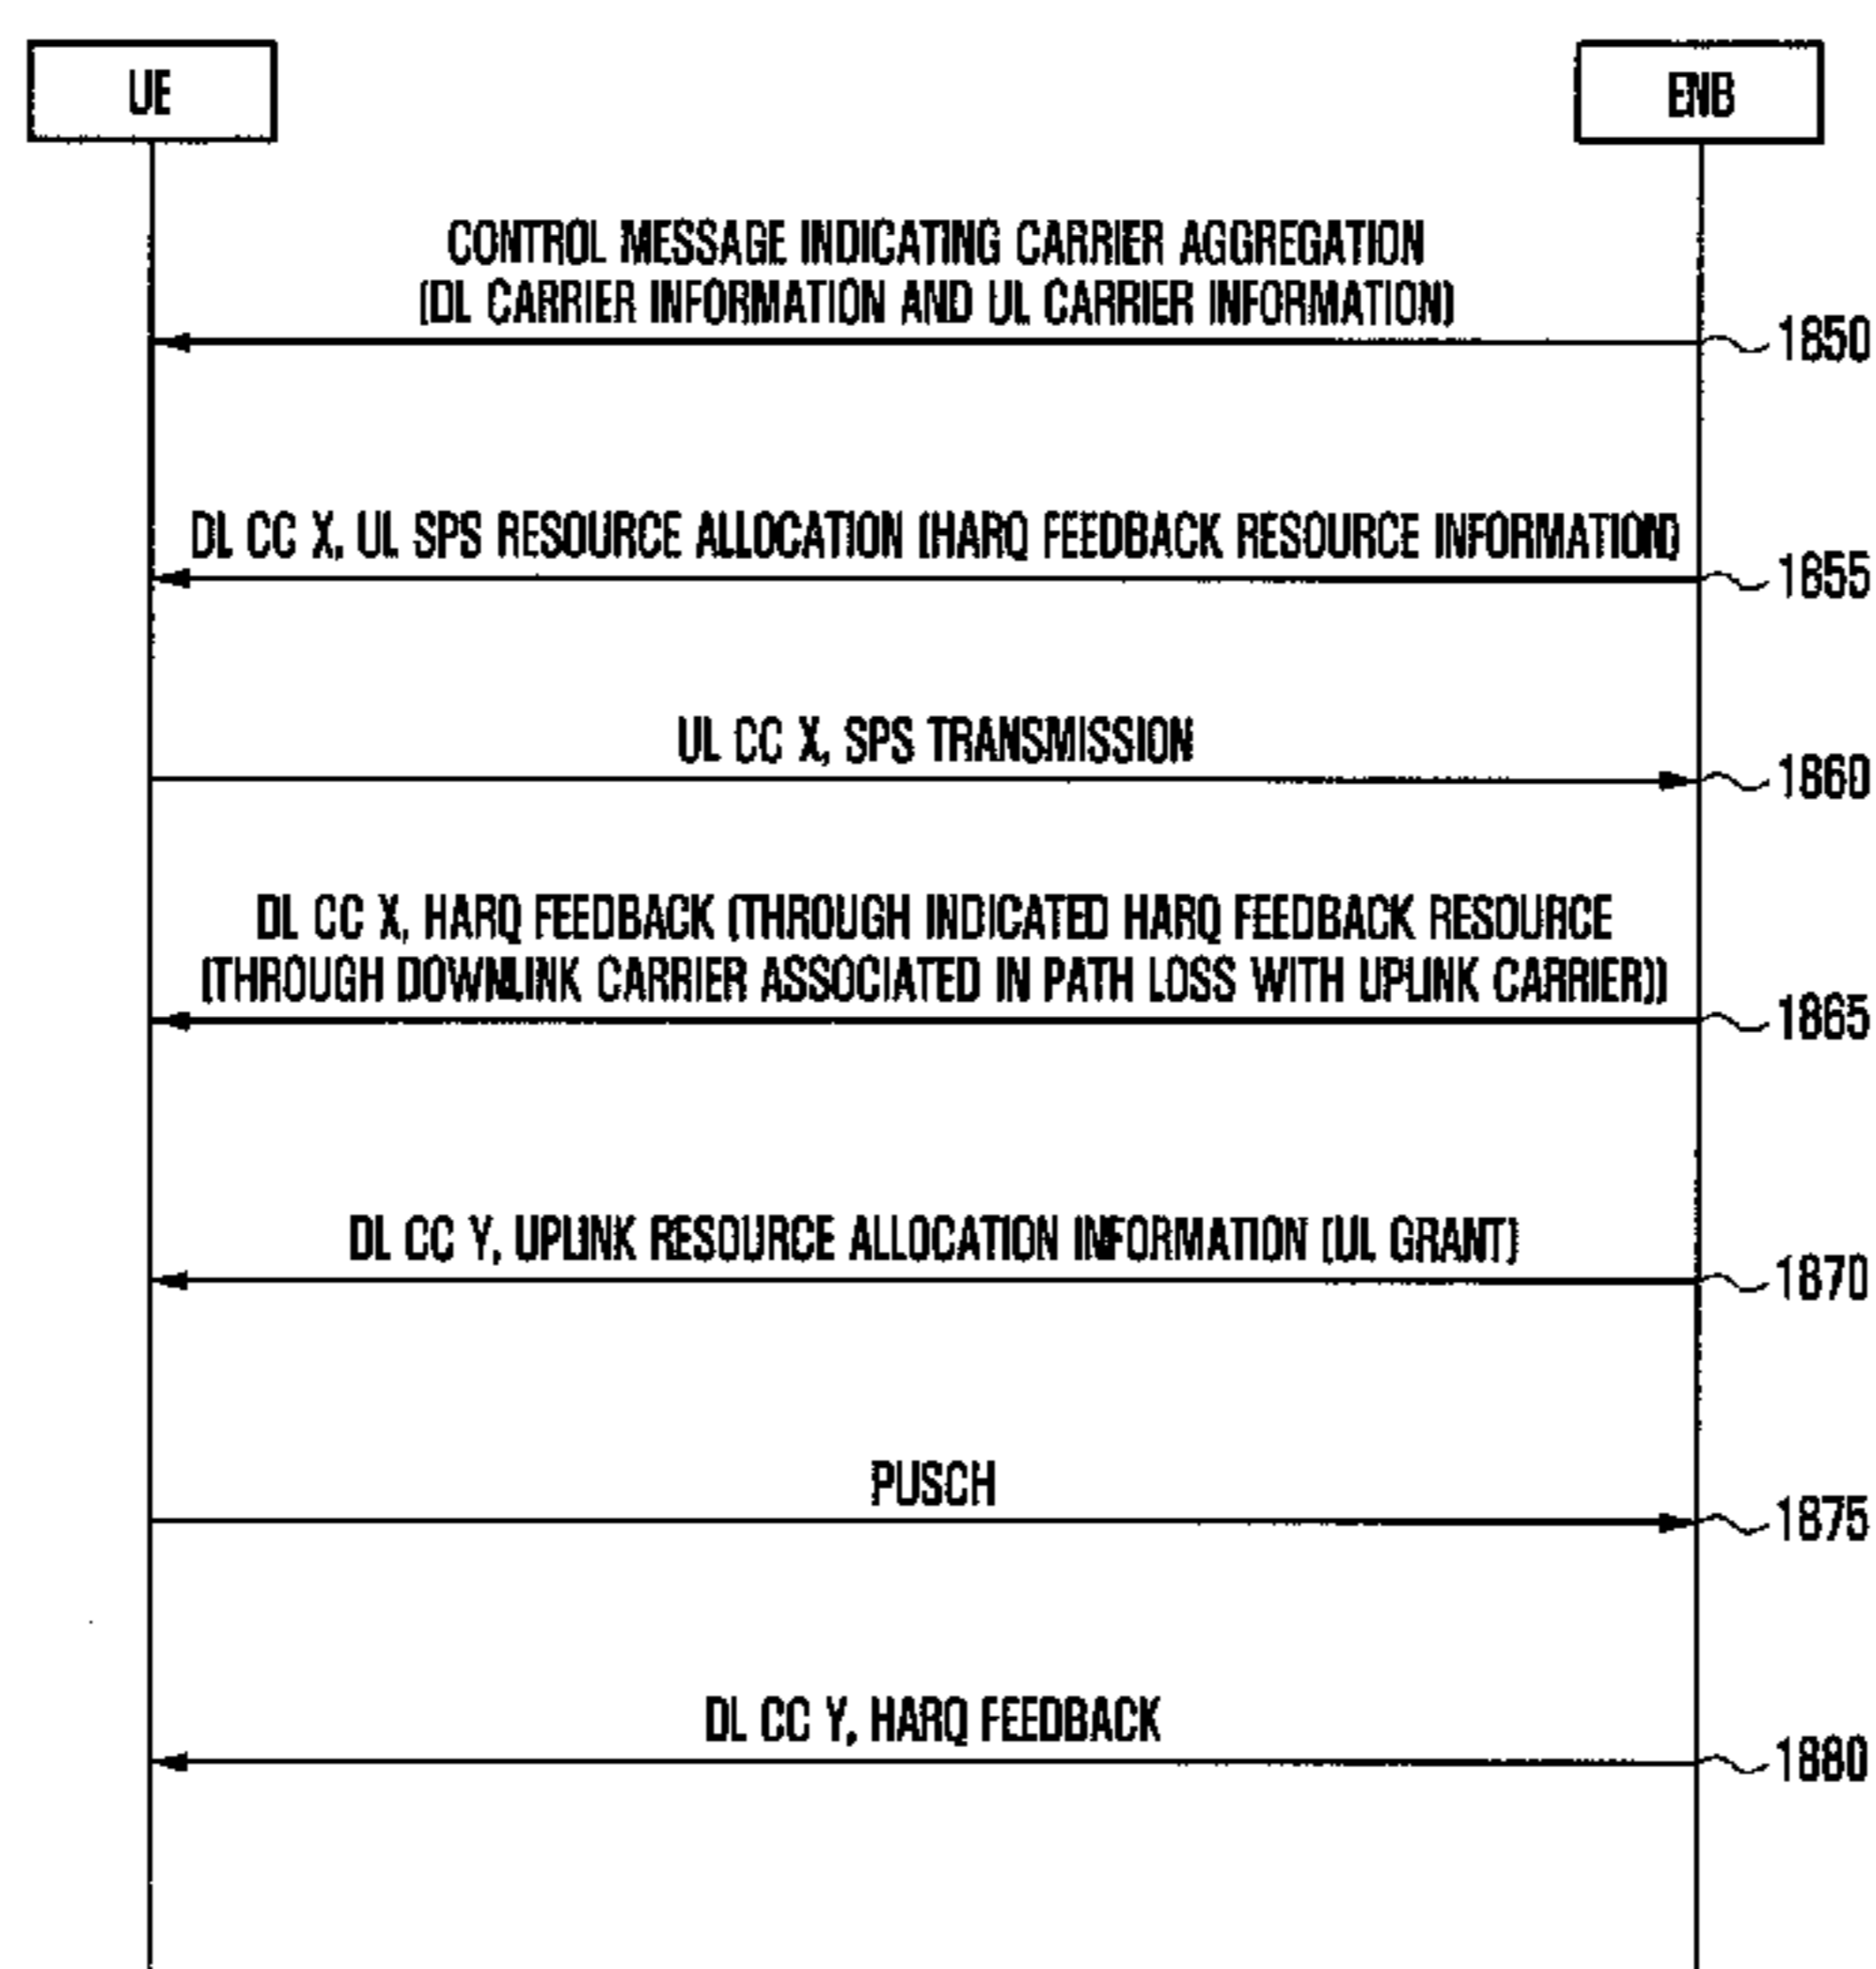 UE
ENB
CONTROL MESSAGE INDICATING CARRIER AGGREGATION
(DL CARRIER INFORMATION AND UL CARRIER INFORMATION)
1850
DL CC X, UL SPS RESOURCE ALLOCATION (HARQ FEEDBACK RESOURCE INFORMATION)
1855
UL CC X, SPS TRANSMISSION
1860
DL CC X, HARQ FEEDBACK (THROUGH INDICATED HARQ FEEDBACK RESOURCE
(THROUGH DOWNLINK CARRIER ASSOCIATED IN PATH LOSS WITH UPLINK CARRIER))
1865
DL CC Y, UPLINK RESOURCE ALLOCATION INFORMATION (UL GRANT)
1870
PUSCH
1875
DL CC Y, HARQ FEEDBACK
1880